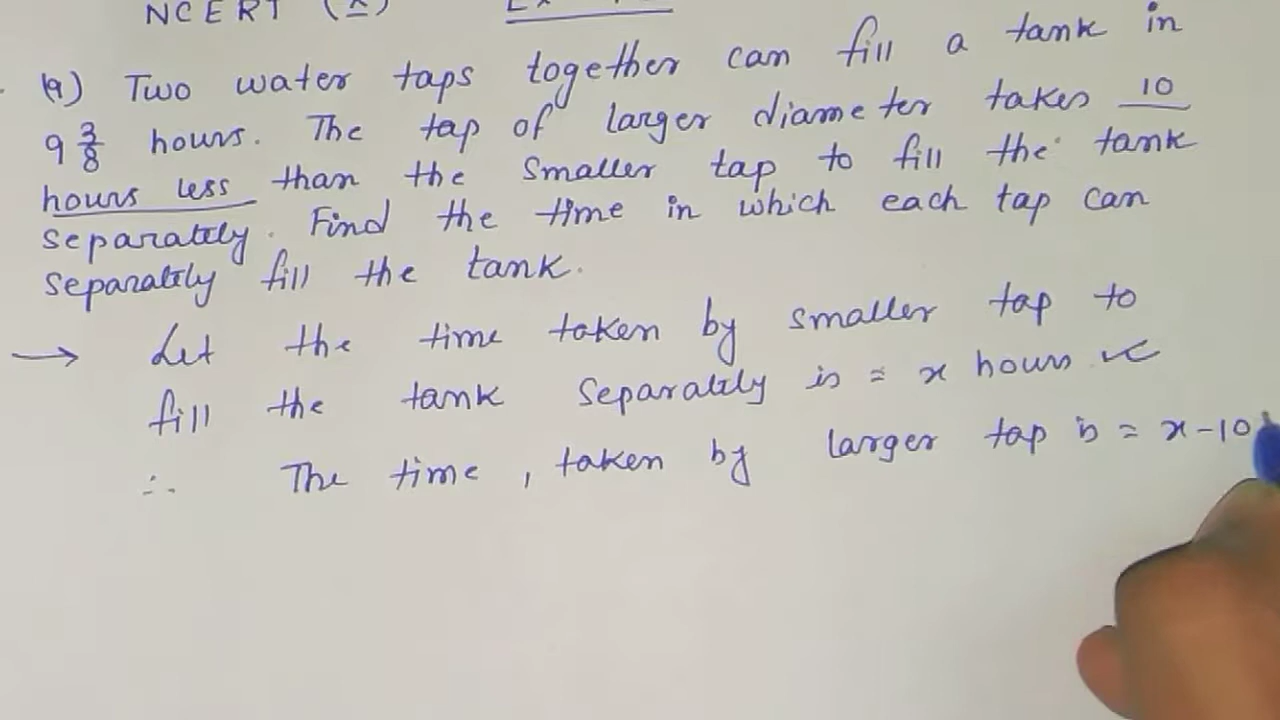 NCERT (X)
(9) Two water taps together can fill a tank in
9 3/8 hours. The tap of larger diameter takes 10
hours less than the smaller tap to fill the tank
separately. Find the time in which each tap can
separately fill the tank.
→ Let the time taken by smaller tap to
fill the tank separately is = x hours
∴ The time, taken by larger tap is = x-10